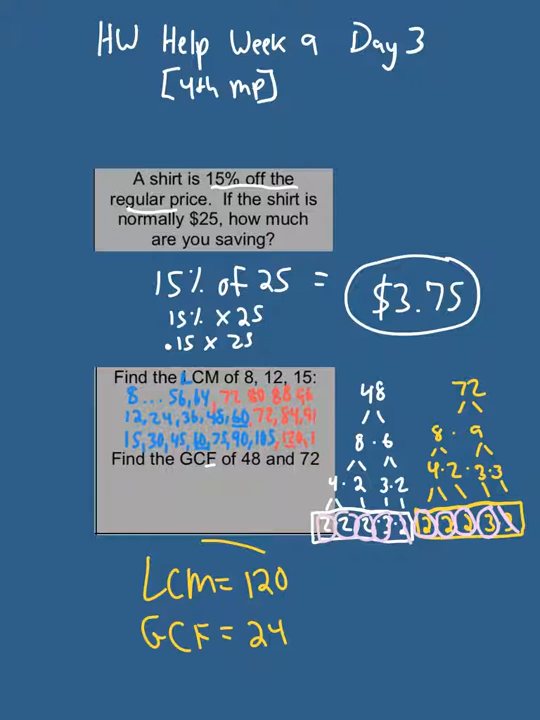 HW Help Week 9 Day 3
[4th mp]
A shirt is 15% off the
regular price. If the shirt is
normally $25, how much
are you saving?
15% of 25 = $3.75
15% x 25
.15 x 25
Find the LCM of 8, 12, 15:
8 ... 56, 64, 72 80 88 96
12, 24, 36, 48, 60, 72, 84, 9
15, 30, 45, 60, 75, 90, 105, 120, 1
Find the GCF of 48 and 72
48
8 · 6
4 · 2 3 · 2
2 2 2 · 3 · 2
72
8 · 9
4 · 2 · 3 · 3
2 2 2 3 3
LCM = 120
GCF = 24